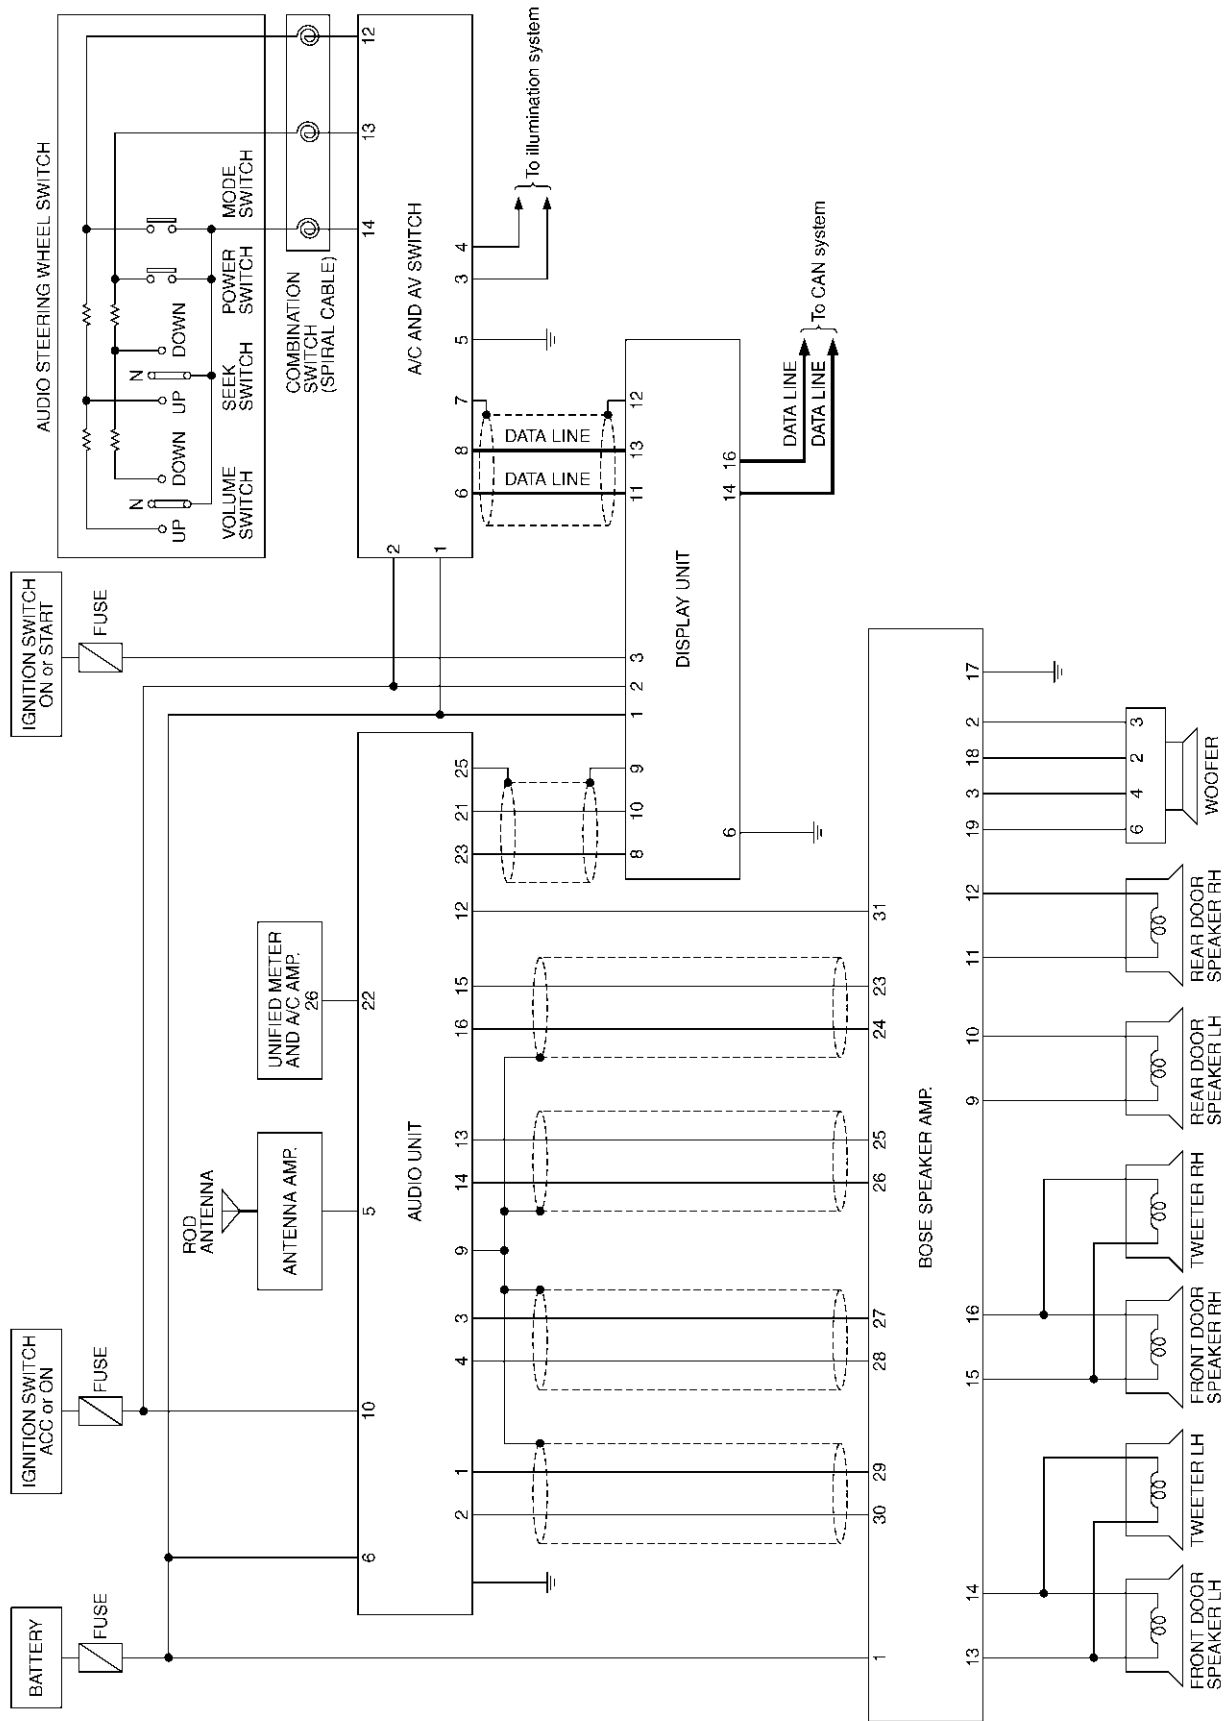 BATTERY
FUSE
IGNITION SWITCH
ACC or ON
FUSE
IGNITION SWITCH
ON or START
FUSE
AUDIO STEERING WHEEL SWITCH
UP
N
DOWN
VOLUME
SWITCH
UP
N
DOWN
SEEK
SWITCH
POWER
SWITCH
MODE
SWITCH
COMBINATION
SWITCH
(SPIRAL CABLE)
ROD
ANTENNA
ANTENNA AMP.
UNIFIED METER
AND A/C AMP.
26
6
10
5
22
AUDIO UNIT
2
1
4
3
9
14
13
16
15
12
23
21
25
14
13
12
A/C AND AV SWITCH
2
1
6
8
7
5
3
4
To illumination system
DATA LINE
DATA LINE
8
10
9
1
2
3
11
13
12
DISPLAY UNIT
6
14
16
DATA LINE
DATA LINE
To CAN system
1
30
29
28
27
26
25
24
23
31
BOSE SPEAKER AMP.
13
14
15
16
9
10
11
12
19
3
18
2
17
6
4
2
3
FRONT DOOR
SPEAKER LH
TWEETER LH
FRONT DOOR
SPEAKER RH
TWEETER RH
REAR DOOR
SPEAKER LH
REAR DOOR
SPEAKER RH
WOOFER